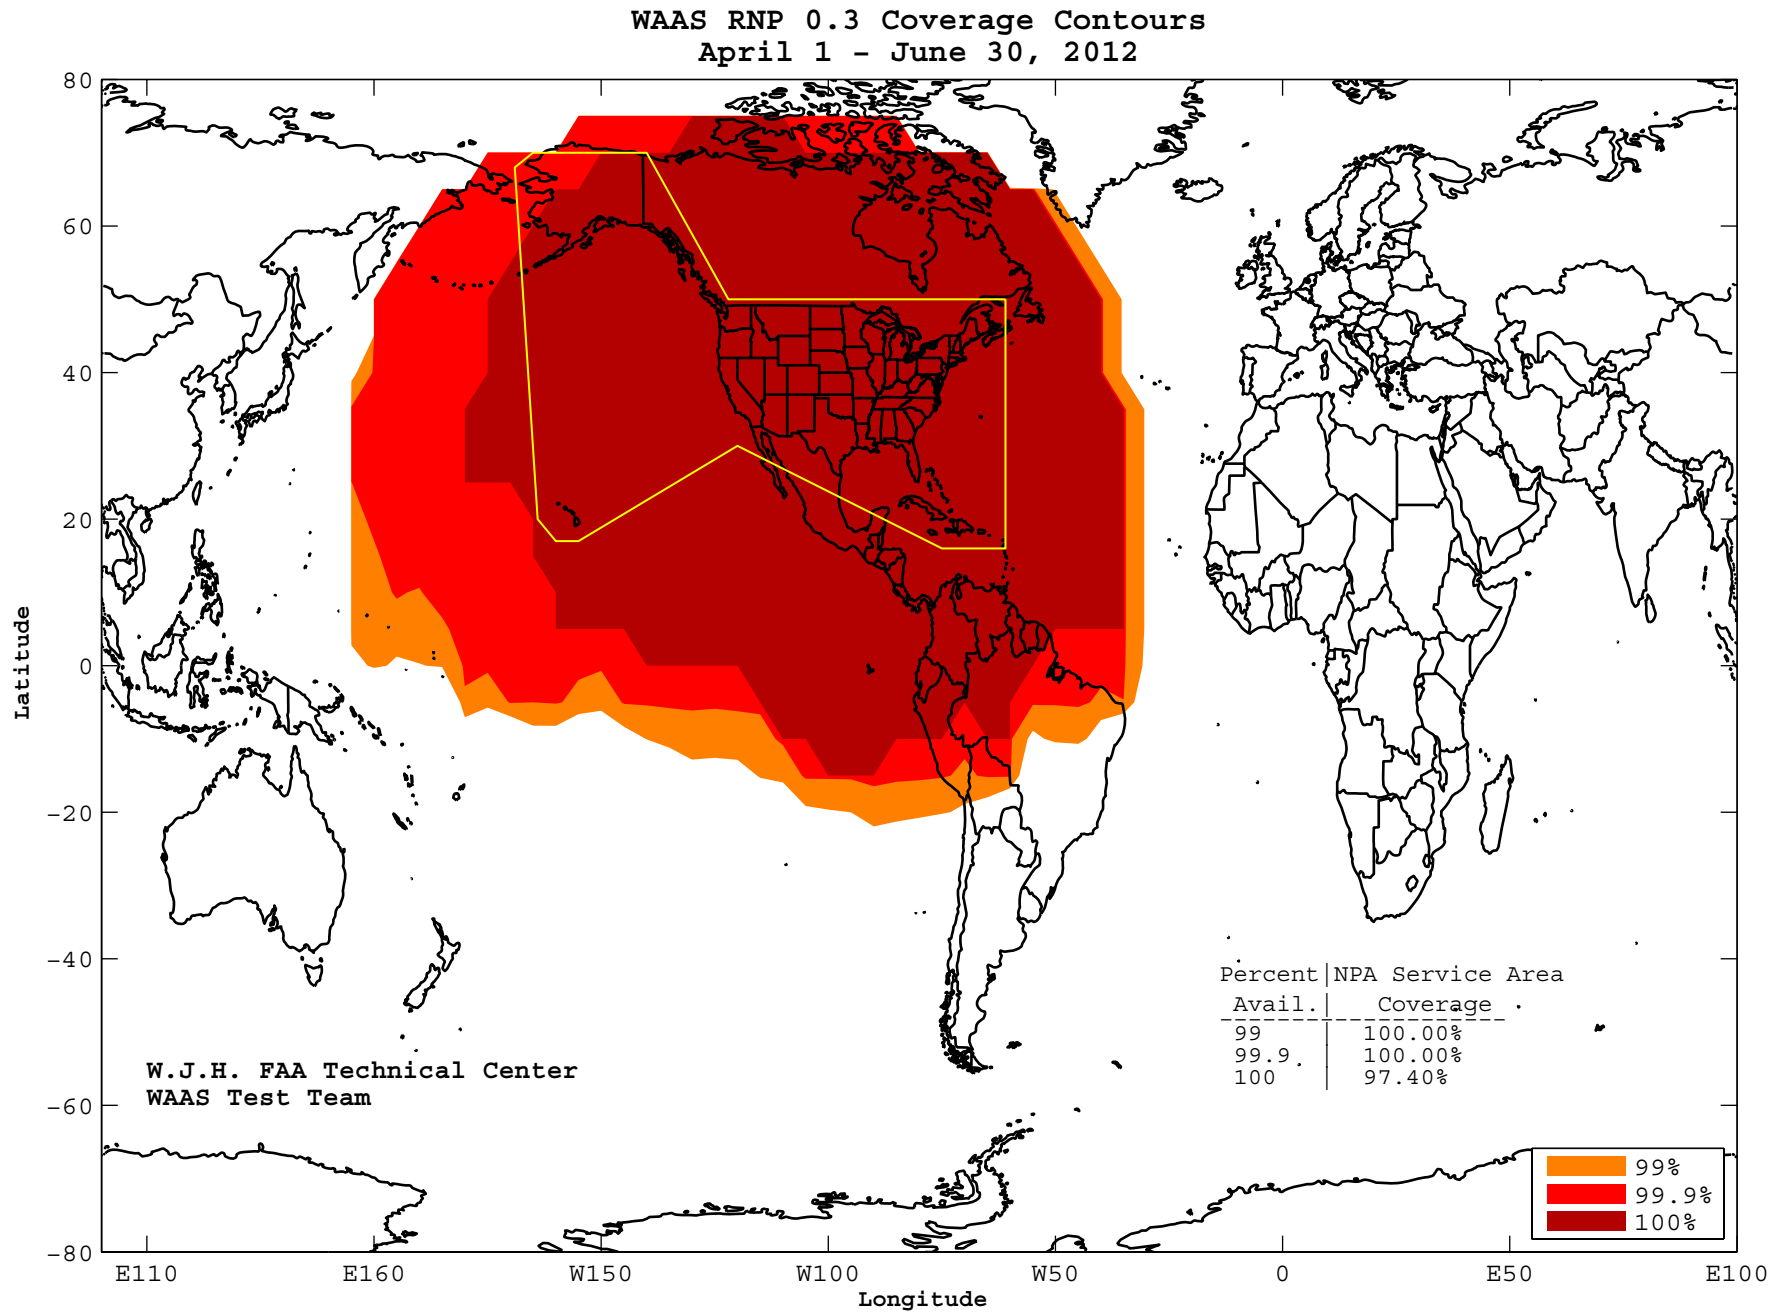 WAAS RNP 0.3 Coverage Contours
April 1 - June 30, 2012
80
60
40
20
0
-20
-40
-60
-80
Latitude
Percent|NPA Service Area
Avail.| Coverage
99 | 100.00%
99.9 | 100.00%
100 | 97.40%
W.J.H. FAA Technical Center
WAAS Test Team
99%
99.9%
100%
E110 E160 W150 W100 W50 0 E50 E100
Longitude